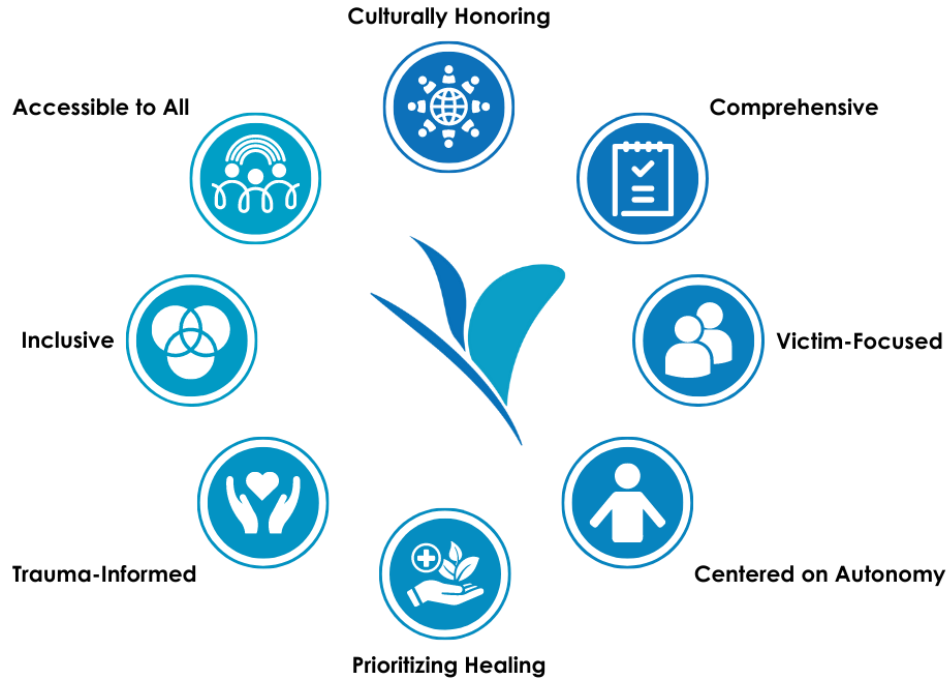 Culturally Honoring
Accessible to All
Comprehensive
Inclusive
Victim-Focused
Trauma-Informed
Centered on Autonomy
Prioritizing Healing